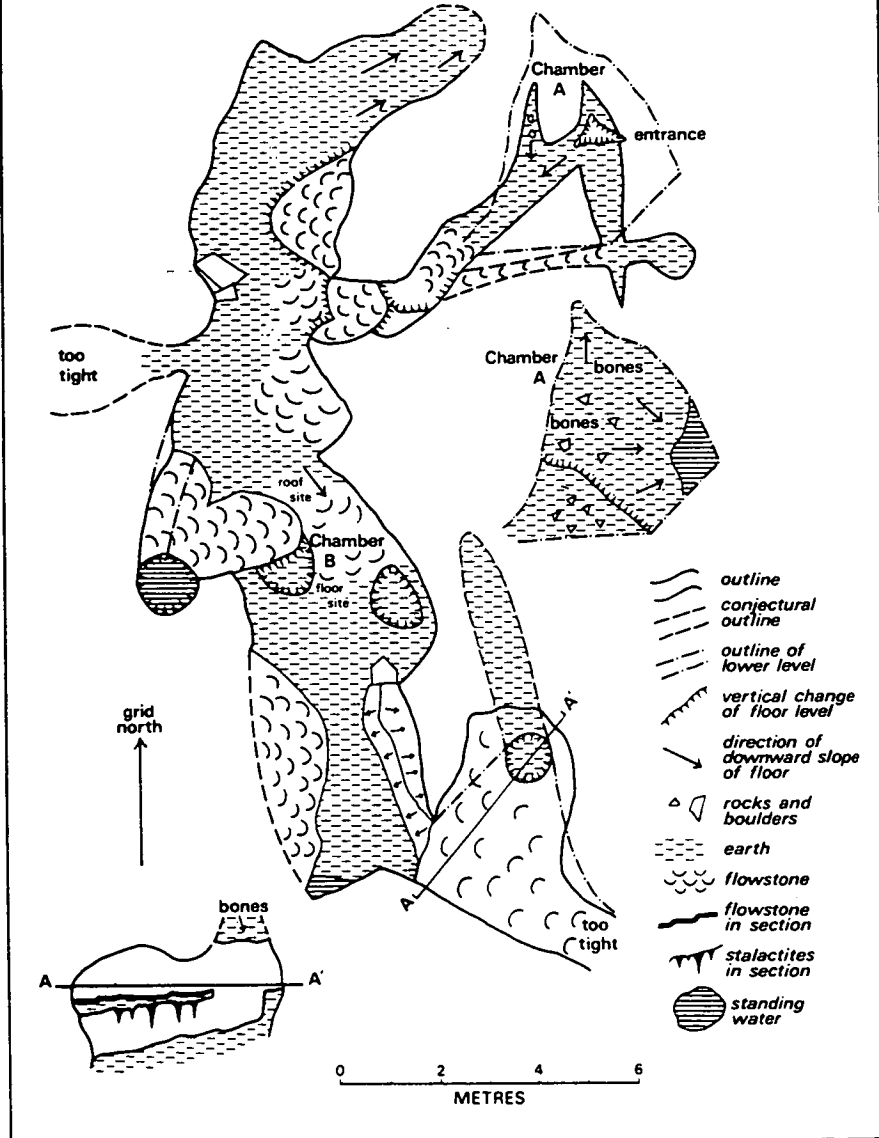 Chamber
A
entrance
too
tight
Chamber
A
bones
bones
roof
site
Chamber
B
floor
site
grid
north
A'
A
too
tight
bones
A
A'
outline
conjectural
outline
outline of
lower level
vertical change
of floor level
direction of
downward slope
of floor
rocks and
boulders
earth
flowstone
flowstone
in section
stalactites
in section
standing
water
0
2
4
6
METRES